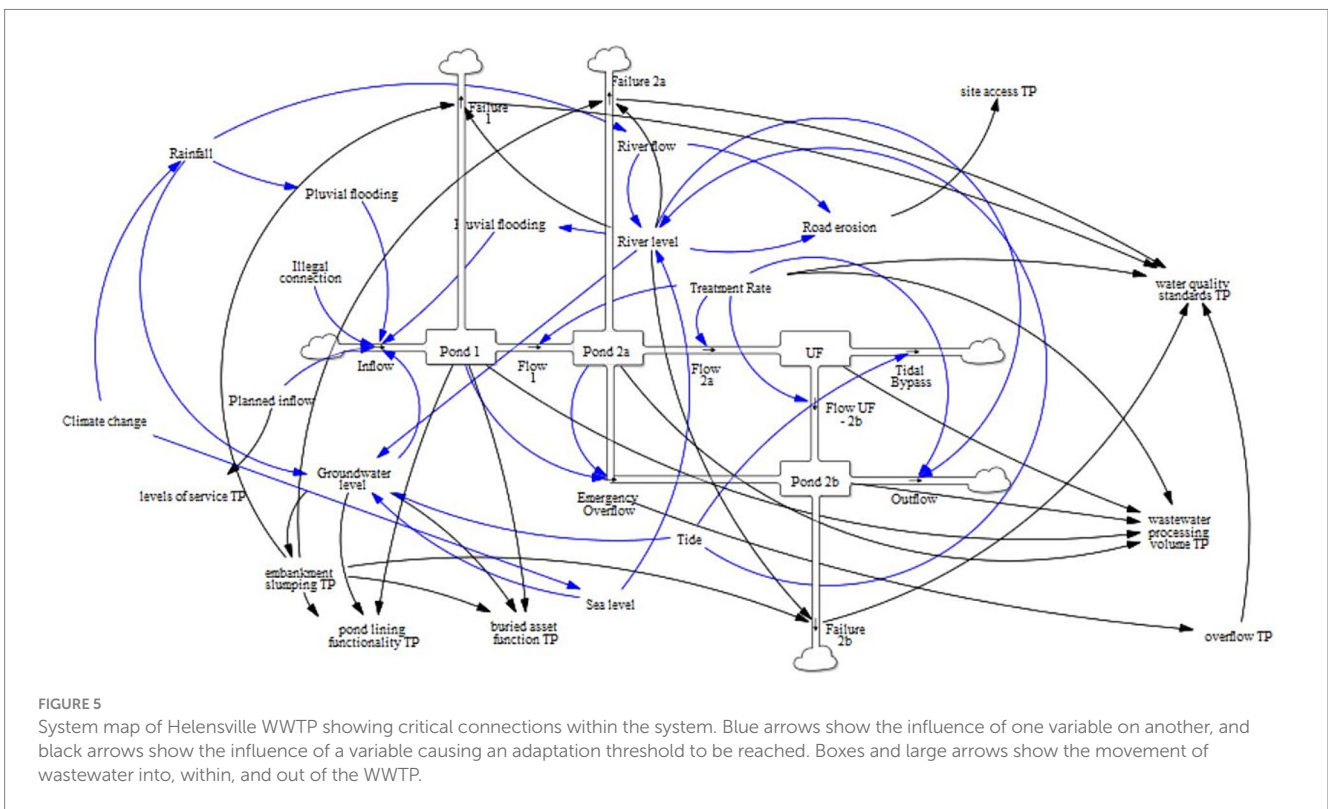 Failure 2a
site access TP
Failure
1
Riverflow
Rainfall
Pluvial flooding
Road erosion
River level
Illegal
connection
Treatment Rate
water quality
standards TP
Pond 1
Pond 2a
UF
Inflow
Flow
1
Flow
2a
Tidal
Bypass
Planned inflow
Flow UF
- 2b
Climate change
Groundwater
level
Pond 2b
levels of service TP
Emergency
Overflow
Outflow
wastewater
processing
volume TP
Tide
embankment
slumping TP
Sea level
pond lining
functionality TP
buried asset
function TP
Failure
2b
overflow TP
FIGURE 5
System map of Helensville WWTP showing critical connections within the system. Blue arrows show the influence of one variable on another, and
black arrows show the influence of a variable causing an adaptation threshold to be reached. Boxes and large arrows show the movement of
wastewater into, within, and out of the WWTP.